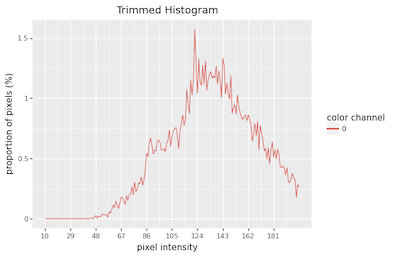 Trimmed Histogram
proportion of pixels (%)
1.5
1
0.5
0
10 29 48 67 86 105 124 143 162 181
pixel intensity
color channel
0